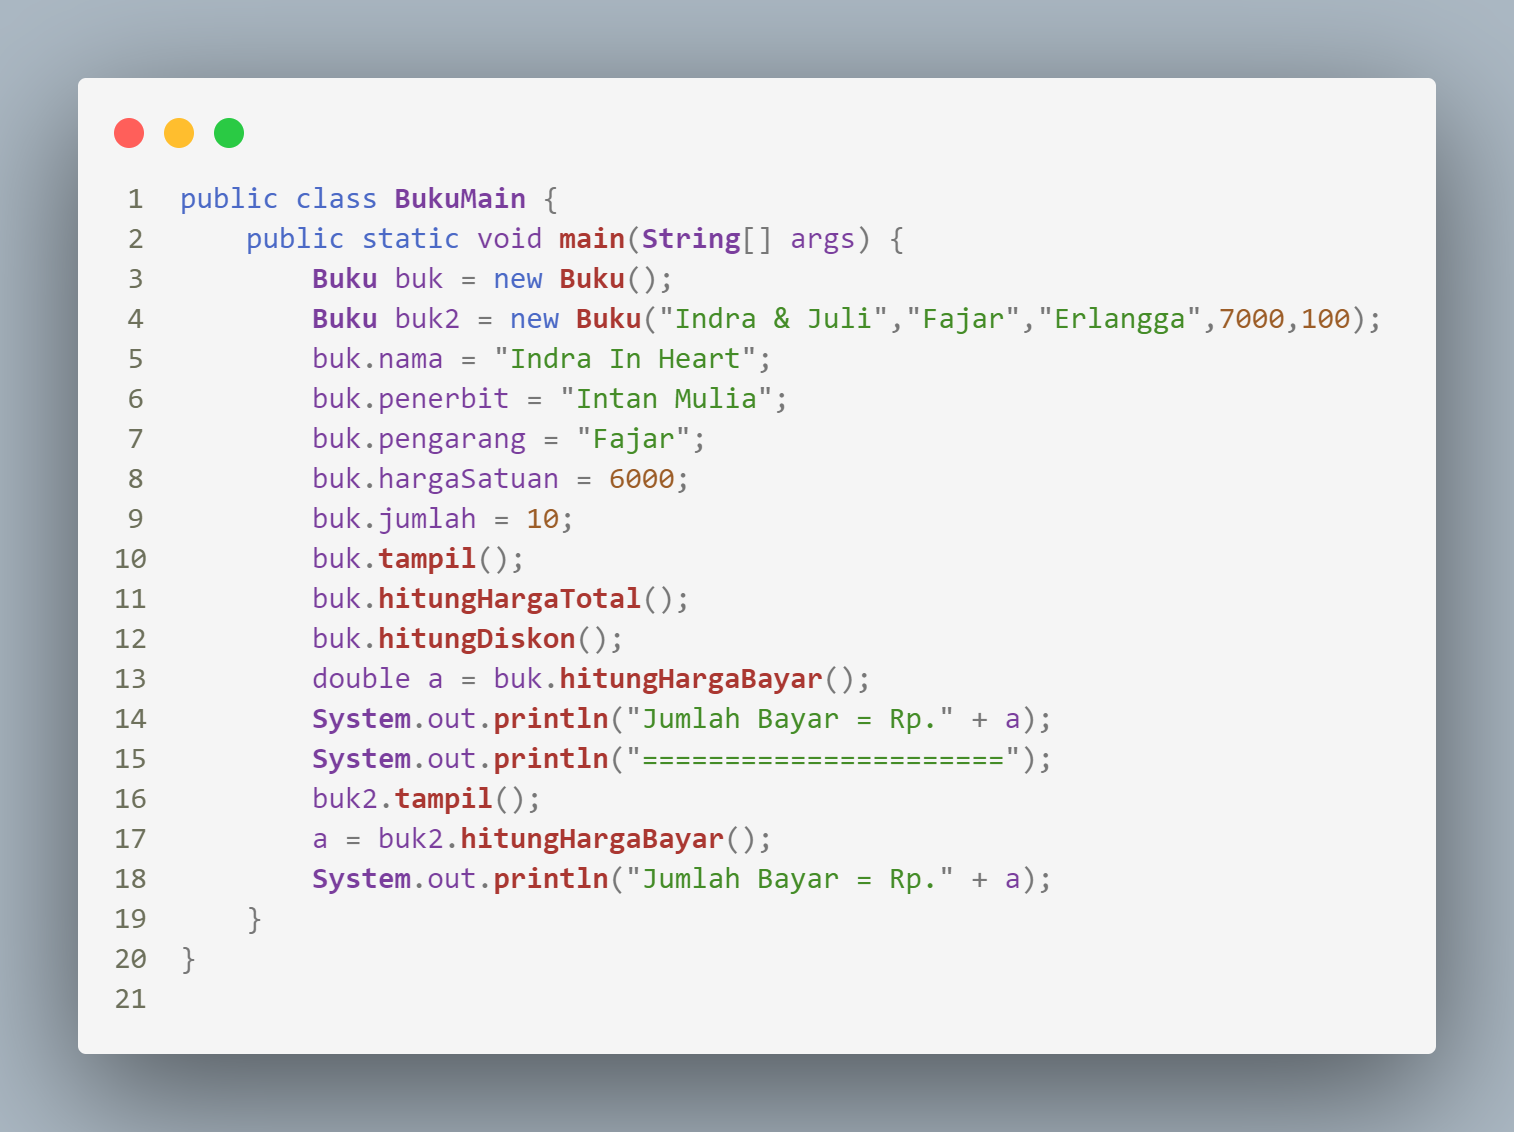 1 public class BukuMain {
2     public static void main(String[] args) {
3         Buku buk = new Buku();
4         Buku buk2 = new Buku("Indra & Juli","Fajar","Erlangga",7000,100);
5         buk.nama = "Indra In Heart";
6         buk.penerbit = "Intan Mulia";
7         buk.pengarang = "Fajar";
8         buk.hargaSatuan = 6000;
9         buk.jumlah = 10;
10         buk.tampil();
11         buk.hitungHargaTotal();
12         buk.hitungDiskon();
13         double a = buk.hitungHargaBayar();
14         System.out.println("Jumlah Bayar = Rp." + a);
15         System.out.println("======================");
16         buk2.tampil();
17         a = buk2.hitungHargaBayar();
18         System.out.println("Jumlah Bayar = Rp." + a);
19     }
20 }
21